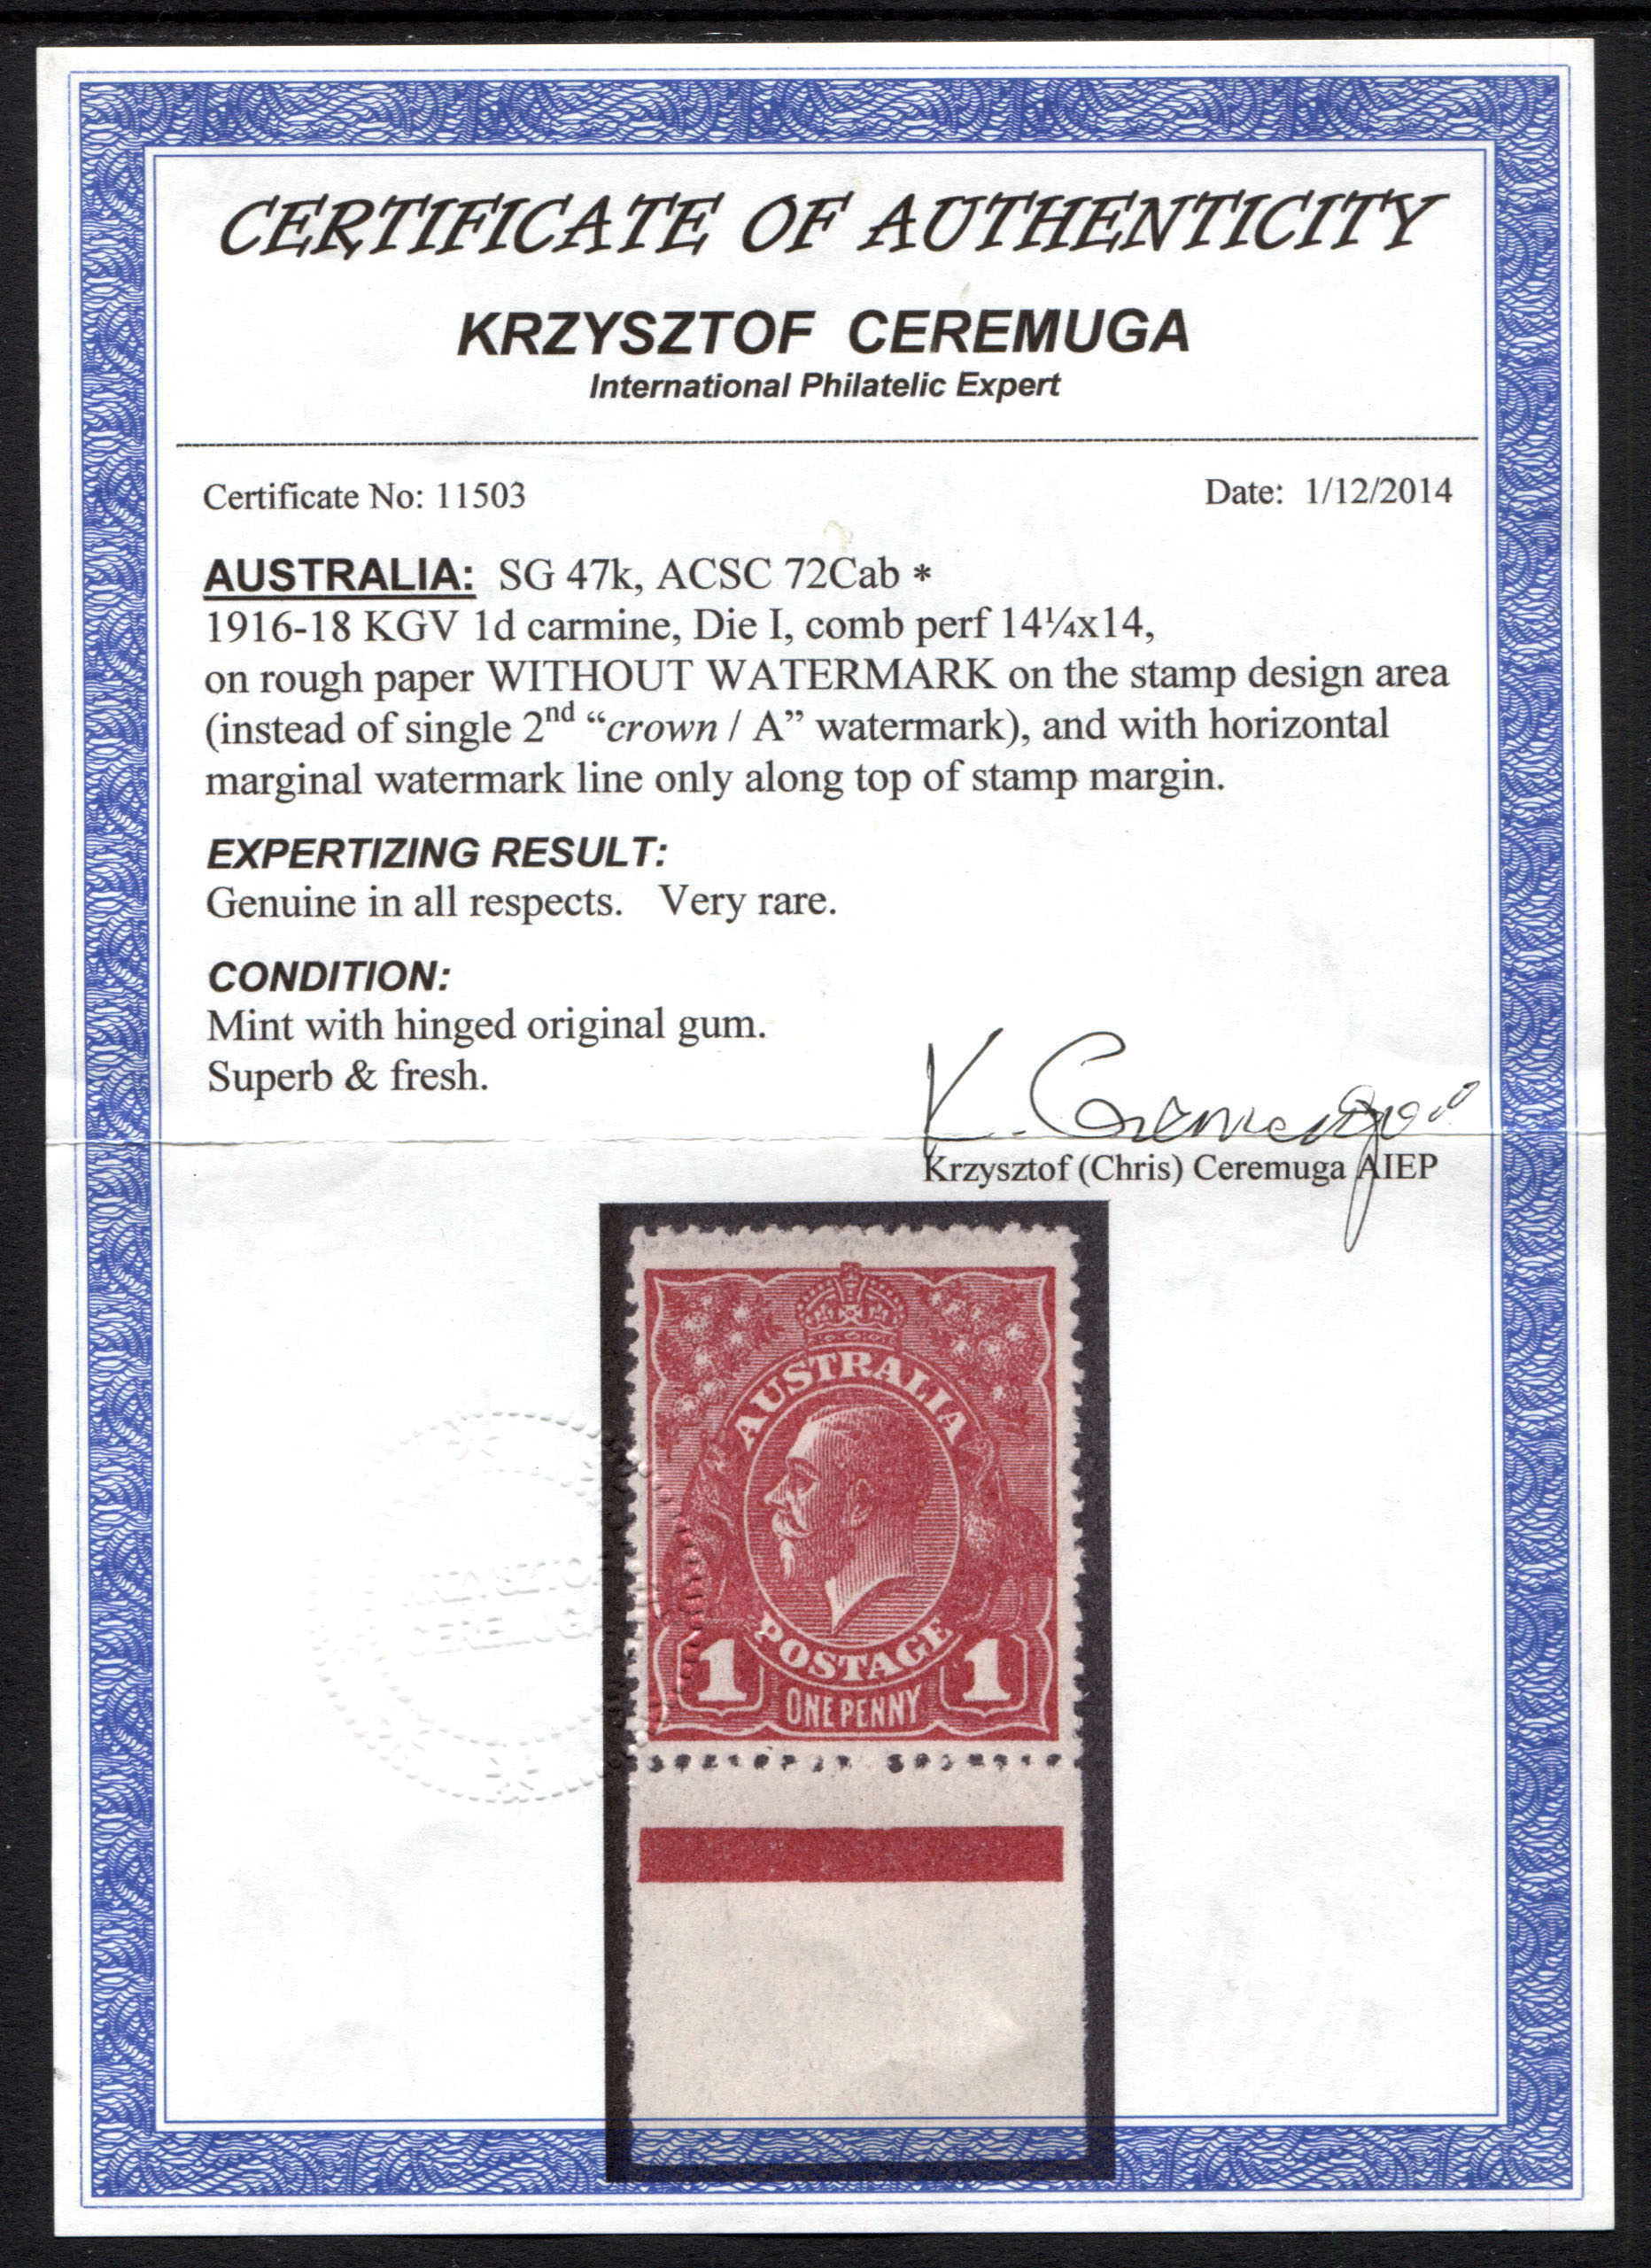 CERTIFICATE OF AUTHENTICITY
KRZYSZTOF CEREMUGA
International Philatelic Expert
Certificate No: 11503 Date: 1/12/2014
AUSTRALIA: SG 47k, ACSC 72Cab *
1916-18 KGV 1d carmine, Die I, comb perf 14¼x14,
on rough paper WITHOUT WATERMARK on the stamp design area
(instead of single 2nd “crown / A” watermark), and with horizontal
marginal watermark line only along top of stamp margin.
EXPERTIZING RESULT:
Genuine in all respects. Very rare.
CONDITION:
Mint with hinged original gum.
Superb & fresh.
K. Ceremuga
Krzysztof (Chris) Ceremuga AIEP
AUSTRALIA
POSTAGE
1 ONE PENNY 1
KRZYSZTOF
CEREMUGA